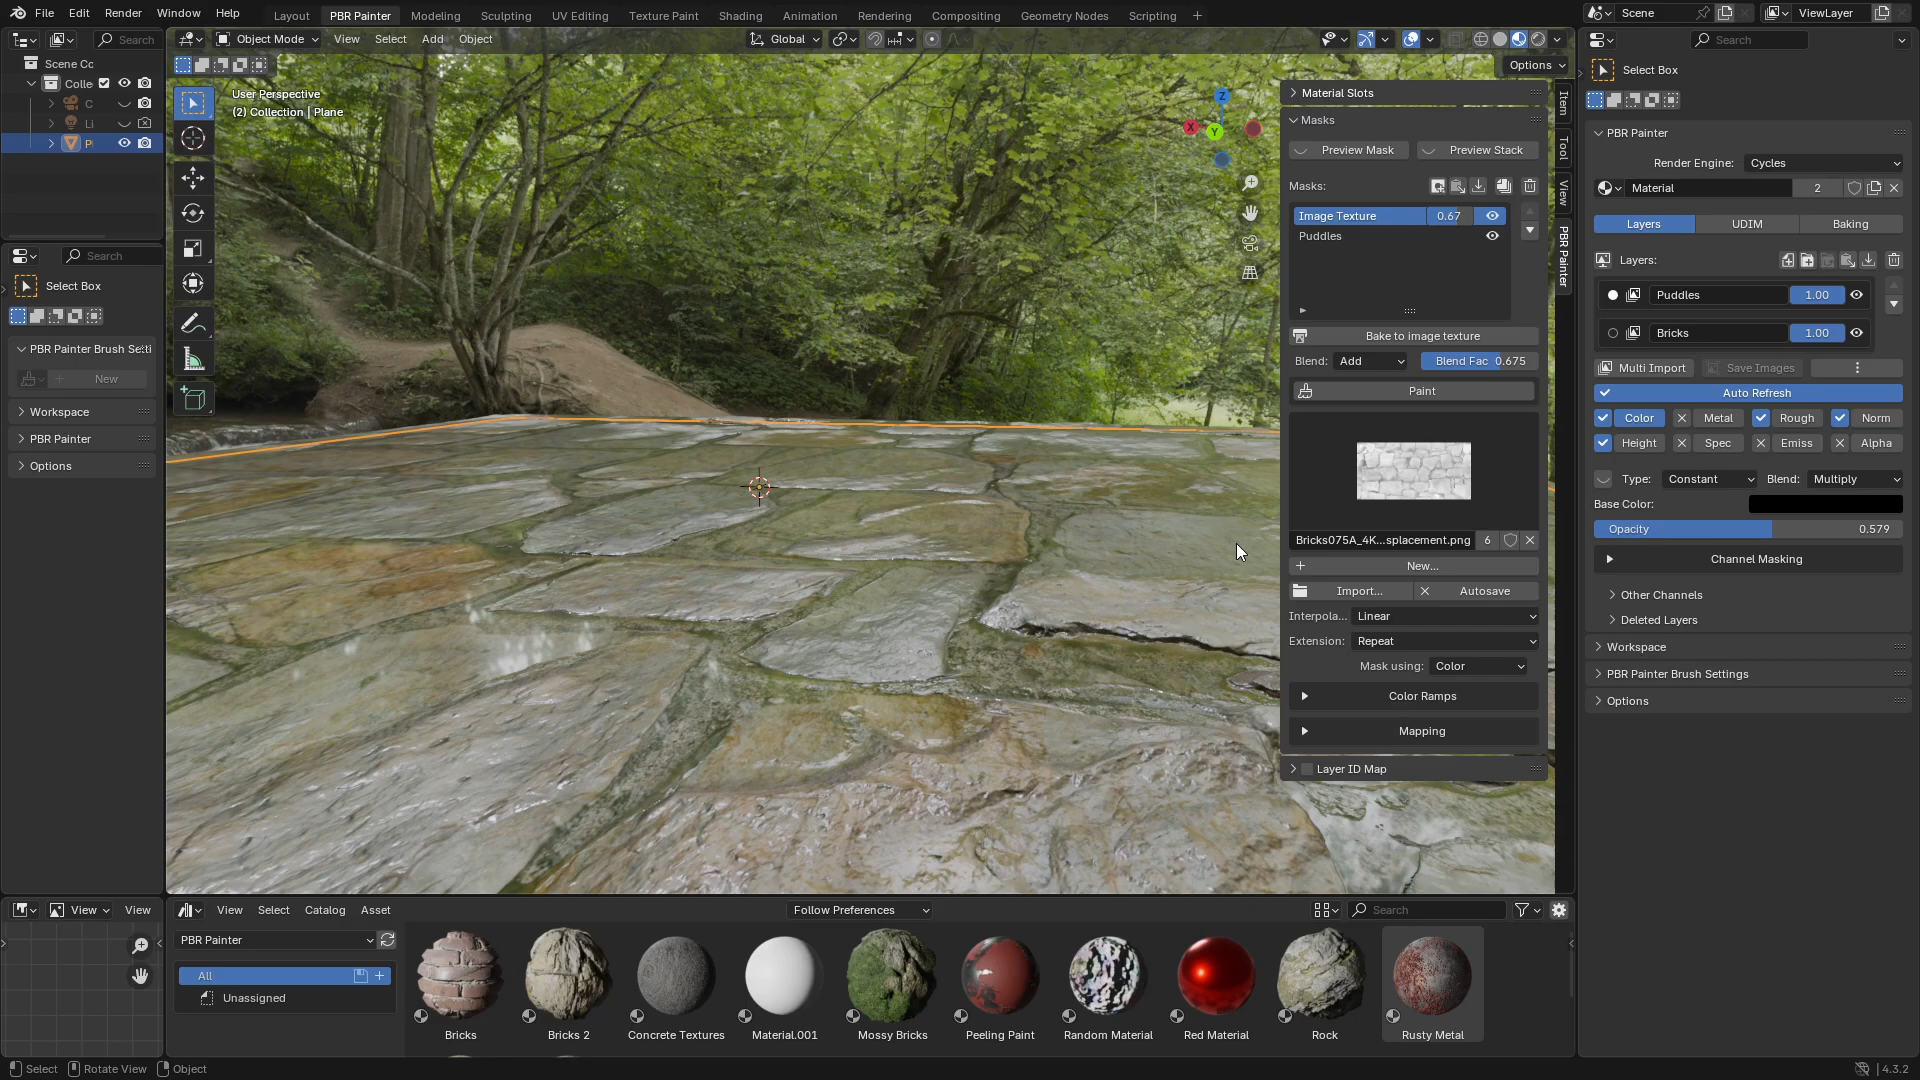 File Edit Render Window Help Layout PBR Painter Modeling Sculpting UV Editing Texture Paint Shading Animation Rendering Compositing Geometry Nodes Scripting + Scene ViewLayer
Search Object Mode View Select Add Object Global Search
Options
Scene Cc
Colle
C
Li
P
User Perspective
(2) Collection | Plane
Z
X
Y
Search
Select Box
PBR Painter Brush Setti
New
Workspace
PBR Painter
Options
Material Slots
Masks
Preview Mask Preview Stack
Masks:
Image Texture 0.67
Puddles
Bake to image texture
Blend: Add Blend Fac 0.675
Paint
Bricks075A_4K...splacement.png 6
New...
Import... Autosave
Interpola... Linear
Extension: Repeat
Mask using: Color
Color Ramps
Mapping
Layer ID Map
Item
Tool
View
PBR Painter
Select Box
PBR Painter
Render Engine: Cycles
Material 2
Layers UDIM Baking
Layers:
Puddles 1.00
Bricks 1.00
Multi Import Save Images
Auto Refresh
Color Metal Rough Norm
Height Spec Emiss Alpha
Type: Constant Blend: Multiply
Base Color:
Opacity 0.579
Channel Masking
Other Channels
Deleted Layers
Workspace
PBR Painter Brush Settings
Options
View View
View Select Catalog Asset Follow Preferences Search
PBR Painter
All
Unassigned
Bricks Bricks 2 Concrete Textures Material.001 Mossy Bricks Peeling Paint Random Material Red Material Rock Rusty Metal
Select Rotate View Object 4.3.2